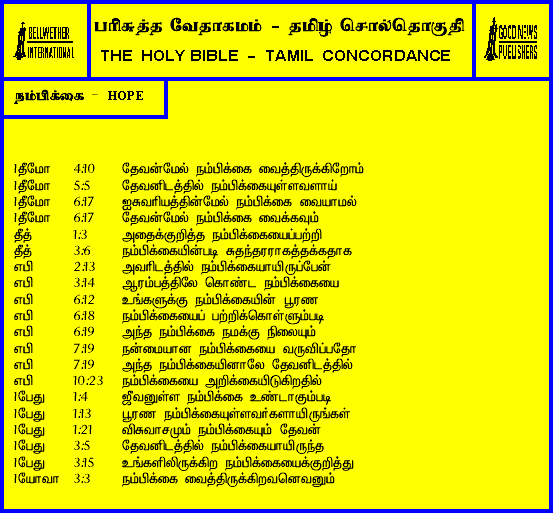 BELLWETHER
INTERNATIONAL
பரிசுத்த வேதாகமம் - தமிழ் சொல்தொகுதி
THE HOLY BIBLE - TAMIL CONCORDANCE
GOOD NEWS
PUBLISHERS
நம்பிக்கை - HOPE
1தீமோ 4:10 தேவன்மேல் நம்பிக்கை வைத்திருக்கிறோம்
1தீமோ 5:5 தேவனிடத்தில் நம்பிக்கையுள்ளவளாய்
1தீமோ 6:17 ஐசுவரியத்தின்மேல் நம்பிக்கை வையாமல்
1தீமோ 6:17 தேவன்மேல் நம்பிக்கை வைக்கவும்
தீத் 1:3 அதைக்குறித்த நம்பிக்கையைப்பற்றி
தீத் 3:6 நம்பிக்கையின்படி சுதந்தரராகத்தக்கதாக
எபி 2:13 அவரிடத்தில் நம்பிக்கையாயிருப்பேன்
எபி 3:14 ஆரம்பத்திலே கொண்ட நம்பிக்கையை
எபி 6:12 உங்களுக்கு நம்பிக்கையின் பூரண
எபி 6:18 நம்பிக்கையைப் பற்றிக்கொள்ளும்படி
எபி 6:19 அந்த நம்பிக்கை நமக்கு நிலையும்
எபி 7:19 நன்மையான நம்பிக்கையை வருவிப்பதோ
எபி 7:19 அந்த நம்பிக்கையினாலே தேவனிடத்தில்
எபி 10:23 நம்பிக்கையை அறிக்கையிடுகிறதில்
1பேது 1:4 ஜீவனுள்ள நம்பிக்கை உண்டாகும்படி
1பேது 1:13 பூரண நம்பிக்கையுள்ளவர்களாயிருங்கள்
1பேது 1:21 விசுவாசமும் நம்பிக்கையும் தேவன்
1பேது 3:5 தேவனிடத்தில் நம்பிக்கையாயிருந்த
1பேது 3:15 உங்களிலிருக்கிற நம்பிக்கையைக்குறித்து
1யோவா 3:3 நம்பிக்கை வைத்திருக்கிறவனெவனும்